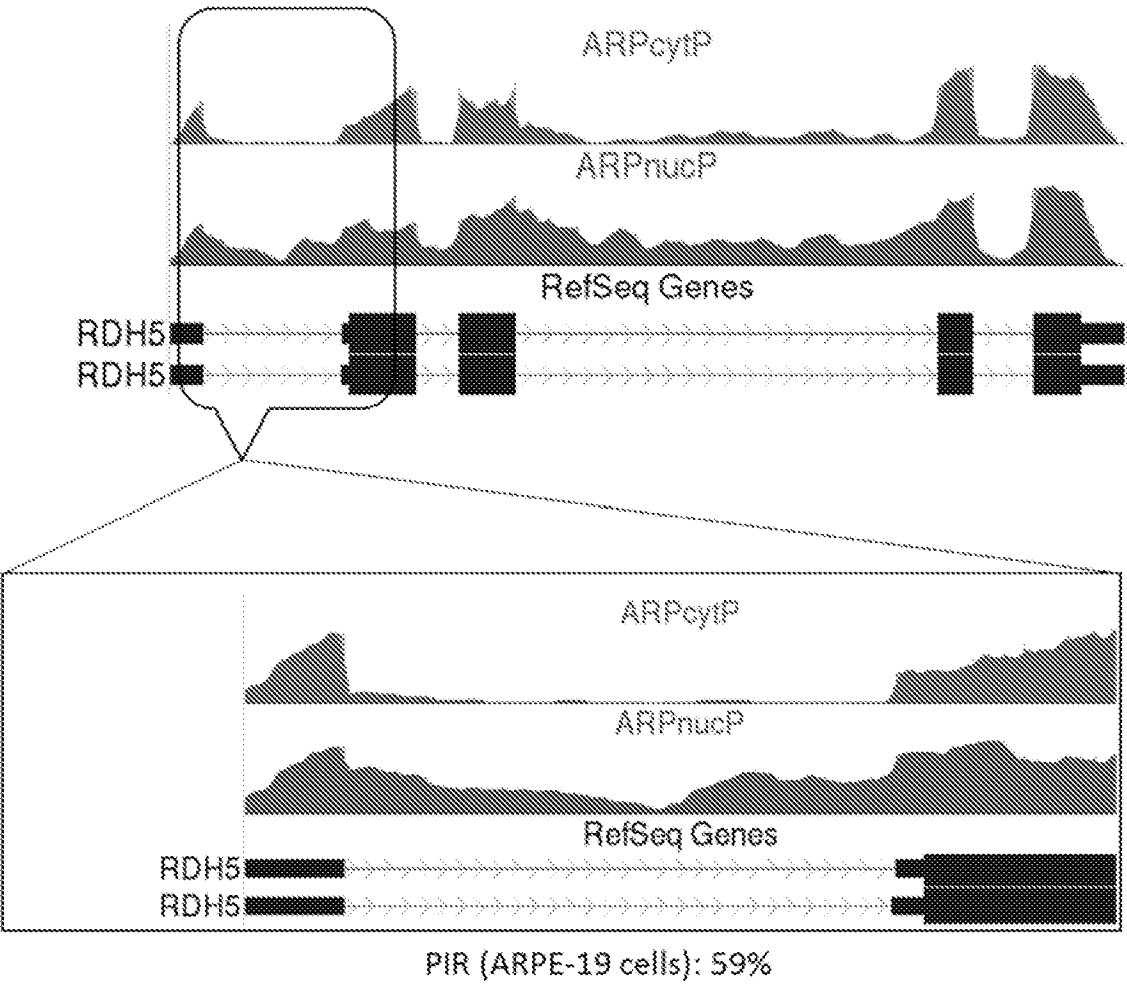 ARPcytP
ARPnucP
RefSeq Genes
RDH5
RDH5
ARPcytP
ARPnucP
RefSeq Genes
RDH5
RDH5
PIR (ARPE-19 cells): 59%